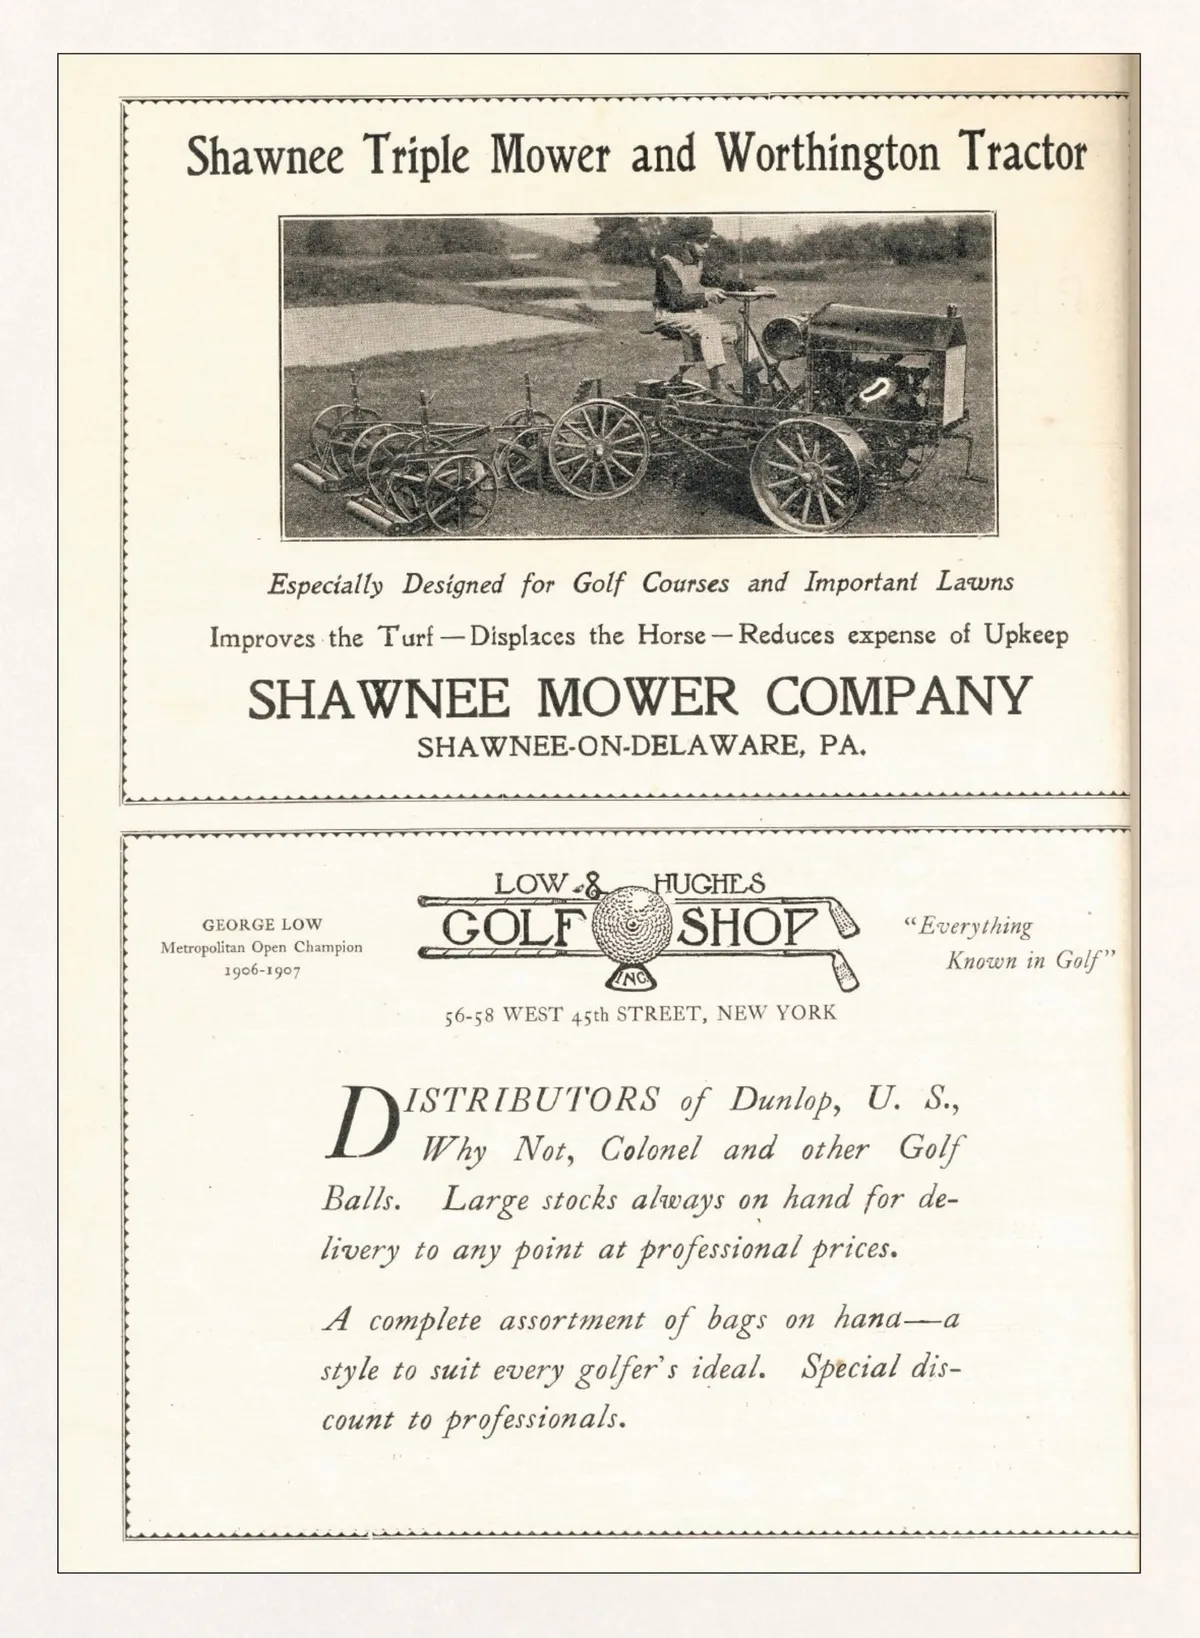 Shawnee Triple Mower and Worthington Tractor
Especially Designed for Golf Courses and Important Lawns
Improves the Turf — Displaces the Horse — Reduces expense of Upkeep
SHAWNEE MOWER COMPANY
SHAWNEE-ON-DELAWARE, PA.
GEORGE LOW
Metropolitan Open Champion
1906-1907
LOW & HUGHES
GOLF SHOP
INC
56-58 WEST 45th STREET, NEW YORK
"Everything
Known in Golf"
DISTRIBUTORS of Dunlop, U. S.,
Why Not, Colonel and other Golf
Balls. Large stocks always on hand for de-
livery to any point at professional prices.
A complete assortment of bags on hand—a
style to suit every golfer's ideal. Special dis-
count to professionals.